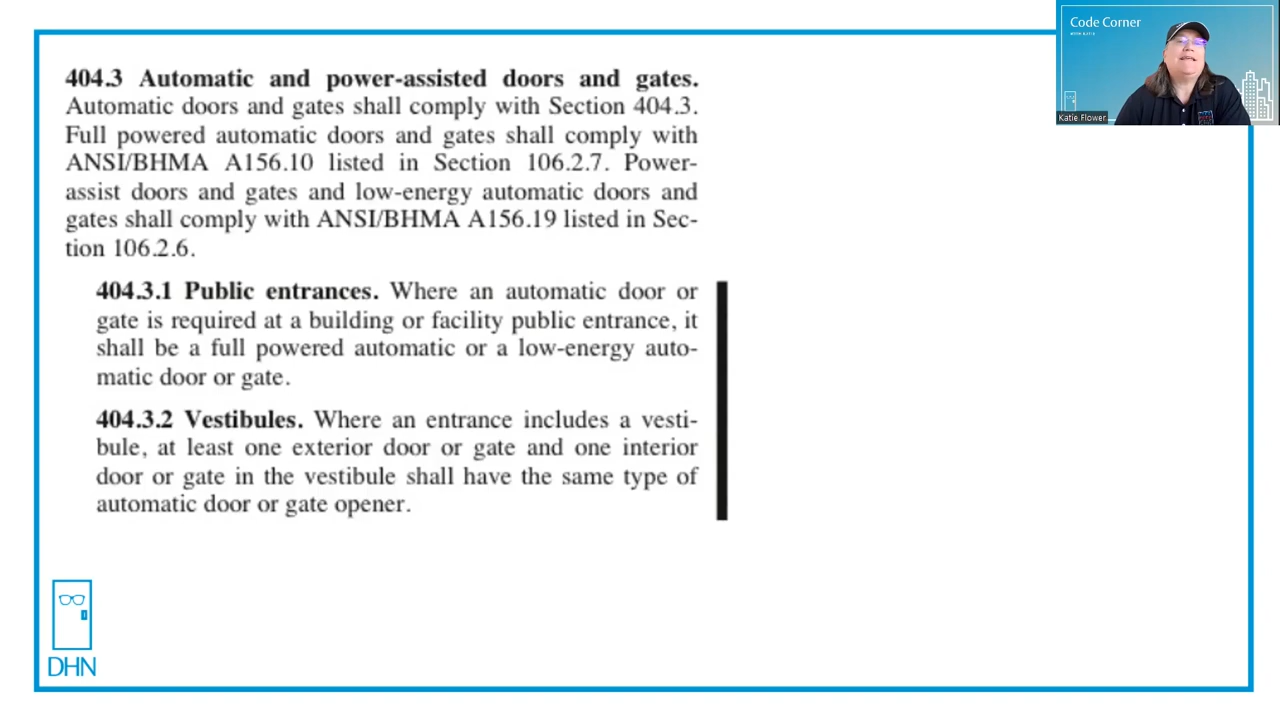 404.3 Automatic and power-assisted doors and gates.
Automatic doors and gates shall comply with Section 404.3.
Full powered automatic doors and gates shall comply with
ANSI/BHMA A156.10 listed in Section 106.2.7. Power-
assist doors and gates and low-energy automatic doors and
gates shall comply with ANSI/BHMA A156.19 listed in Sec-
tion 106.2.6.
404.3.1 Public entrances. Where an automatic door or
gate is required at a building or facility public entrance, it
shall be a full powered automatic or a low-energy auto-
matic door or gate.
404.3.2 Vestibules. Where an entrance includes a vesti-
bule, at least one exterior door or gate and one interior
door or gate in the vestibule shall have the same type of
automatic door or gate opener.
DHN
Code Corner
Katie Flower